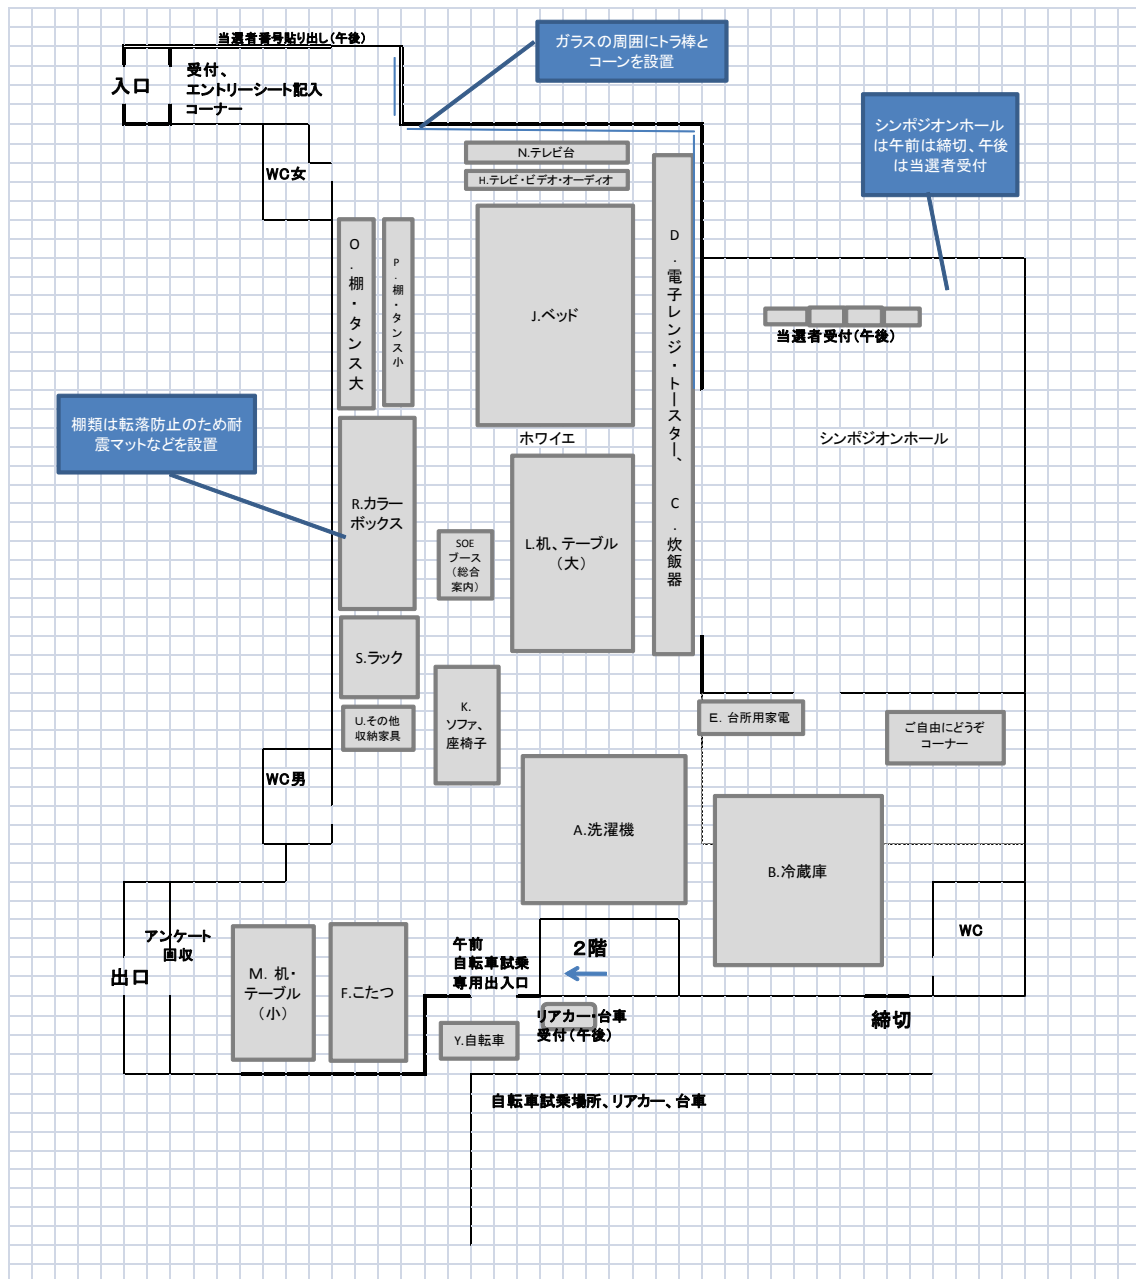 当選者番号貼り出し(午後)
ガラスの周囲にトラ棒と
コーンを設置
入口
受付、
エントリーシート記入
コーナー
シンポジオンホール
は午前は締切、午後
は当選者受付
N.テレビ台
H.テレビ・ビデオ・オーディオ
WC女
O.棚・タンス大
P.棚・タンス小
J.ベッド
D.電子レンジ・トースター、 C.炊飯器
当選者受付(午後)
棚類は転落防止のため耐
震マットなどを設置
ホワイエ
シンポジオンホール
R.カラー
ボックス
SOE
ブース
(総合
案内)
L.机、テーブル
(大)
S.ラック
K.
ソファ、
座椅子
U.その他
収納家具
E. 台所用家電
ご自由にどうぞ
コーナー
WC男
A.洗濯機
B.冷蔵庫
アンケート
回収
出口
M. 机・
テーブル
(小)
F.こたつ
午前
自転車試乗
専用出入口
2階
WC
リアカー・台車
受付(午後)
締切
Y.自転車
自転車試乗場所、リアカー、台車